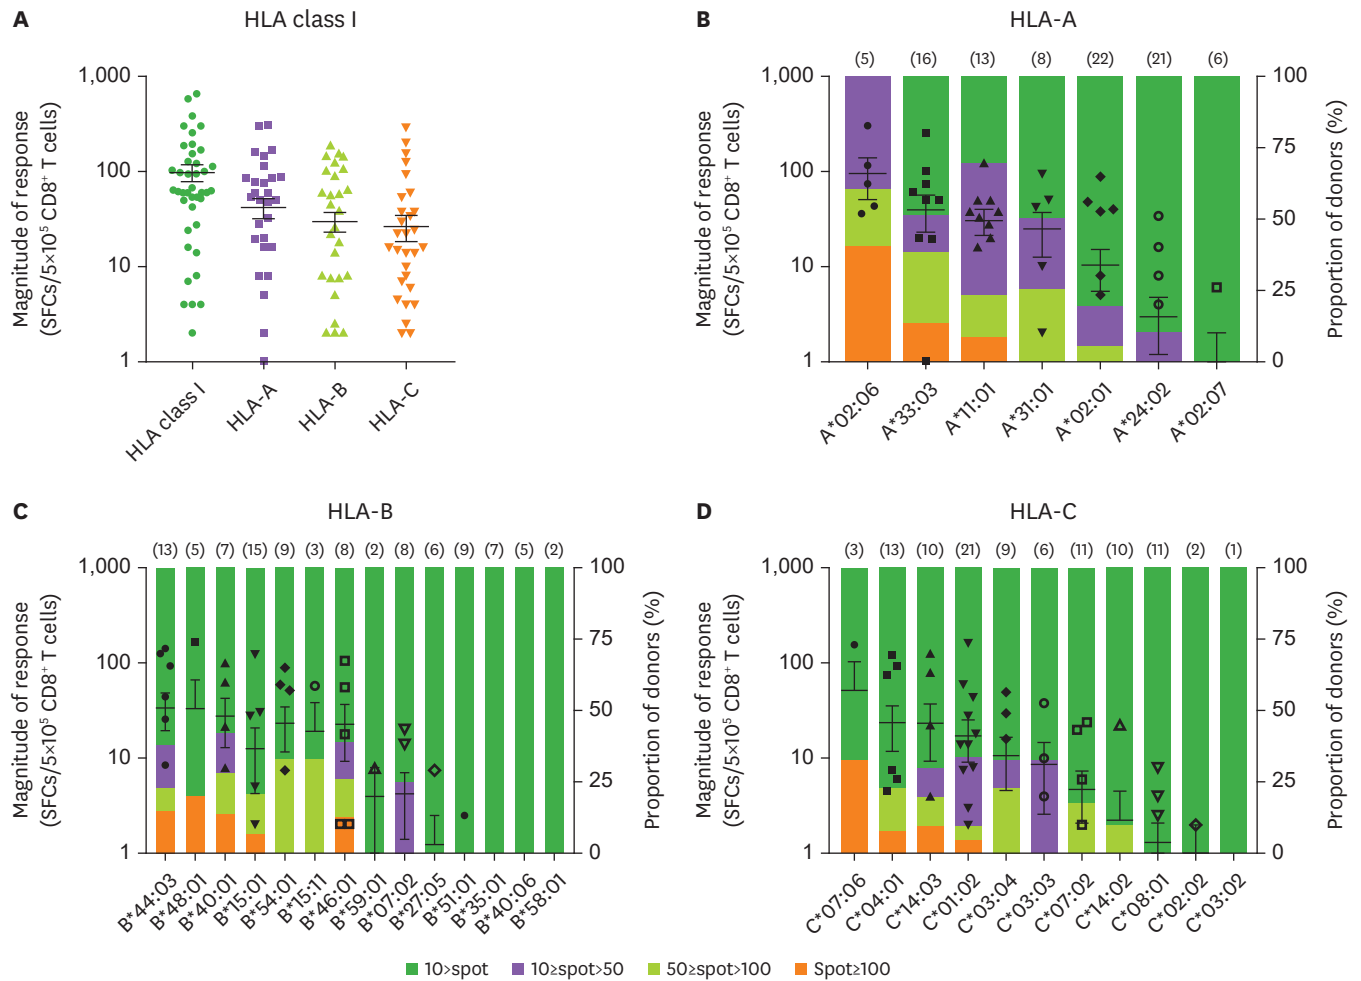 A
HLA class I
Magnitude of response
(SFCs/5×10⁵ CD8⁺ T cells)
1,000
100
10
1
HLA class I
HLA-A
HLA-B
HLA-C
B
HLA-A
(5) (16) (13) (8) (22) (21) (6)
Magnitude of response
(SFCs/5×10⁵ CD8⁺ T cells)
1,000
100
10
1
100
75
50
25
0
Proportion of donors (%)
A*02:06
A*33:03
A*11:01
A*31:01
A*02:01
A*24:02
A*02:07
C
HLA-B
(13) (5) (7) (15) (9) (3) (8) (2) (8) (6) (9) (7) (5) (2)
Magnitude of response
(SFCs/5×10⁵ CD8⁺ T cells)
1,000
100
10
1
100
75
50
25
0
Proportion of donors (%)
B*44:03
B*48:01
B*40:01
B*15:01
B*54:01
B*15:11
B*46:01
B*59:01
B*07:02
B*27:05
B*51:01
B*35:01
B*40:06
B*58:01
D
HLA-C
(3) (13) (10) (21) (9) (6) (11) (10) (11) (2) (1)
Magnitude of response
(SFCs/5×10⁵ CD8⁺ T cells)
1,000
100
10
1
100
75
50
25
0
Proportion of donors (%)
C*07:06
C*04:01
C*14:03
C*01:02
C*03:04
C*03:03
C*07:02
C*14:02
C*08:01
C*02:02
C*03:02
10>spot 10≥spot>50 50≥spot>100 Spot≥100